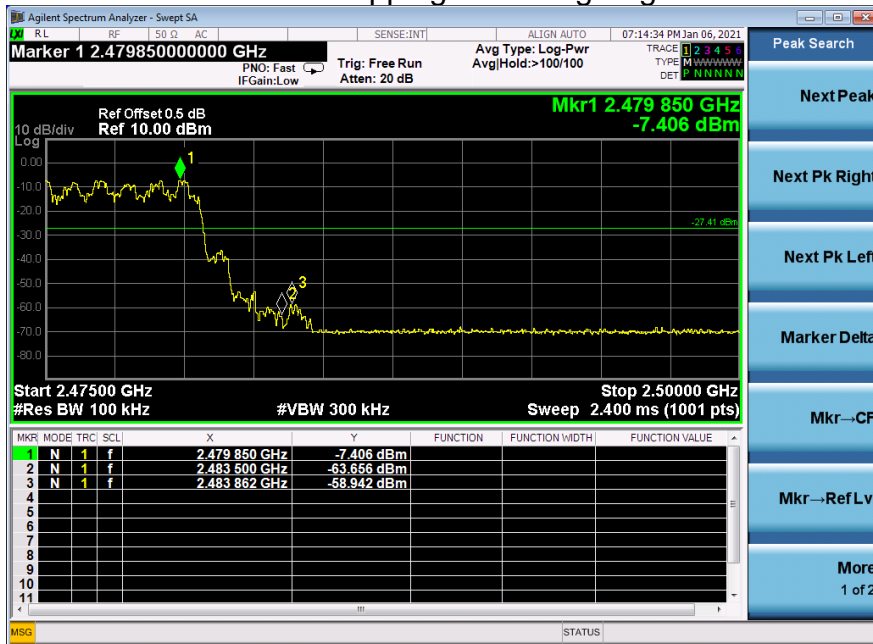 Agilent Spectrum Analyzer - Swept SA
LXI RL RF 50 Ω AC SENSE:INT ALIGN AUTO 07:14:34 PM Jan 06, 2021
Marker 1 2.479850000000 GHz
PNO: Fast
IFGain:Low
Trig: Free Run
Atten: 20 dB
Avg Type: Log-Pwr
Avg|Hold:>100/100
TRACE 1 2 3 4 5 6
TYPE M W W W W W
DET P N N N N N
Ref Offset 0.5 dB
10 dB/div Ref 10.00 dBm
Log
Mkr1 2.479 850 GHz
-7.406 dBm
0.00
-10.0
-20.0
-30.0
-40.0
-50.0
-60.0
-70.0
-80.0
1
-27.41 dBm
2
3
Start 2.47500 GHz Stop 2.50000 GHz
#Res BW 100 kHz #VBW 300 kHz Sweep 2.400 ms (1001 pts)
MKR MODE TRC SCL X Y FUNCTION FUNCTION WIDTH FUNCTION VALUE
1 N 1 f 2.479 850 GHz -7.406 dBm
2 N 1 f 2.483 500 GHz -63.656 dBm
3 N 1 f 2.483 862 GHz -58.942 dBm
4
5
6
7
8
9
10
11
MSG STATUS
Peak Search
Next Peak
Next Pk Right
Next Pk Left
Marker Delta
Mkr→CF
Mkr→Ref Lv
More
1 of 2